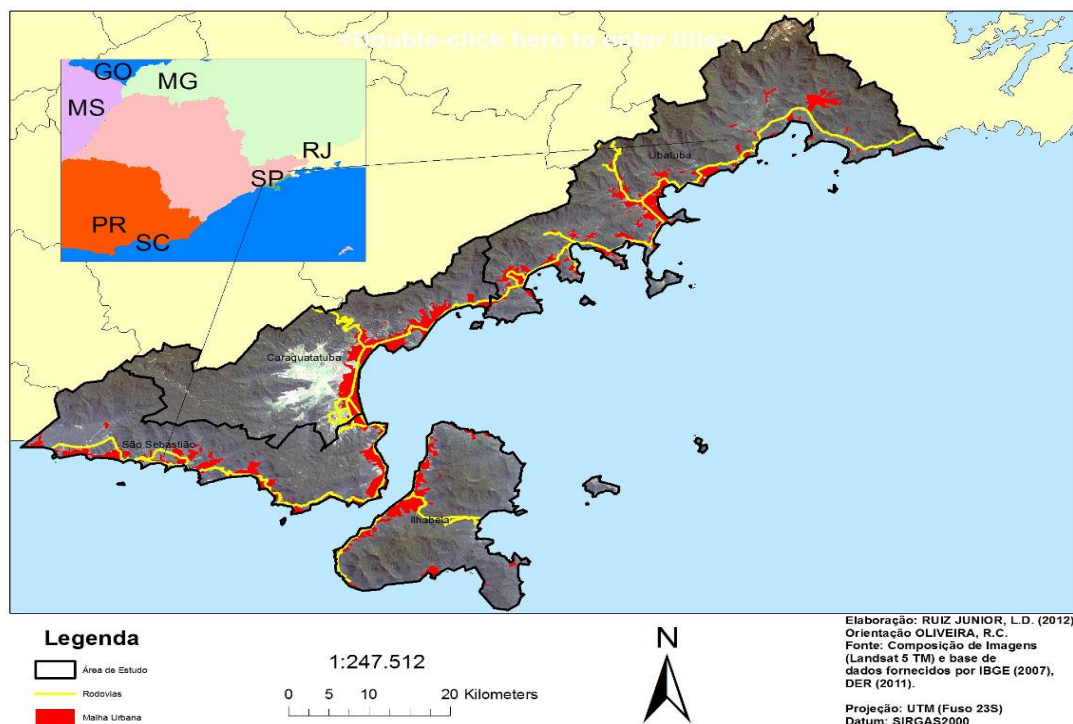 <Double-click here to enter title>
GO
MG
MS
RJ
SP
PR
SC
Ubatuba
Caraguatatuba
São Sebastião
Ilhabela
Legenda
Área de Estudo
Rodovias
Malha Urbana
1:247.512
0 5 10 20 Kilometers
N
Elaboração: RUIZ JUNIOR, L.D. (2012)
Orientação OLIVEIRA, R.C.
Fonte: Composição de Imagens
(Landsat 5 TM) e base de
dados fornecidos por IBGE (2007),
DER (2011).
Projeção: UTM (Fuso 23S)
Datum: SIRGAS2000